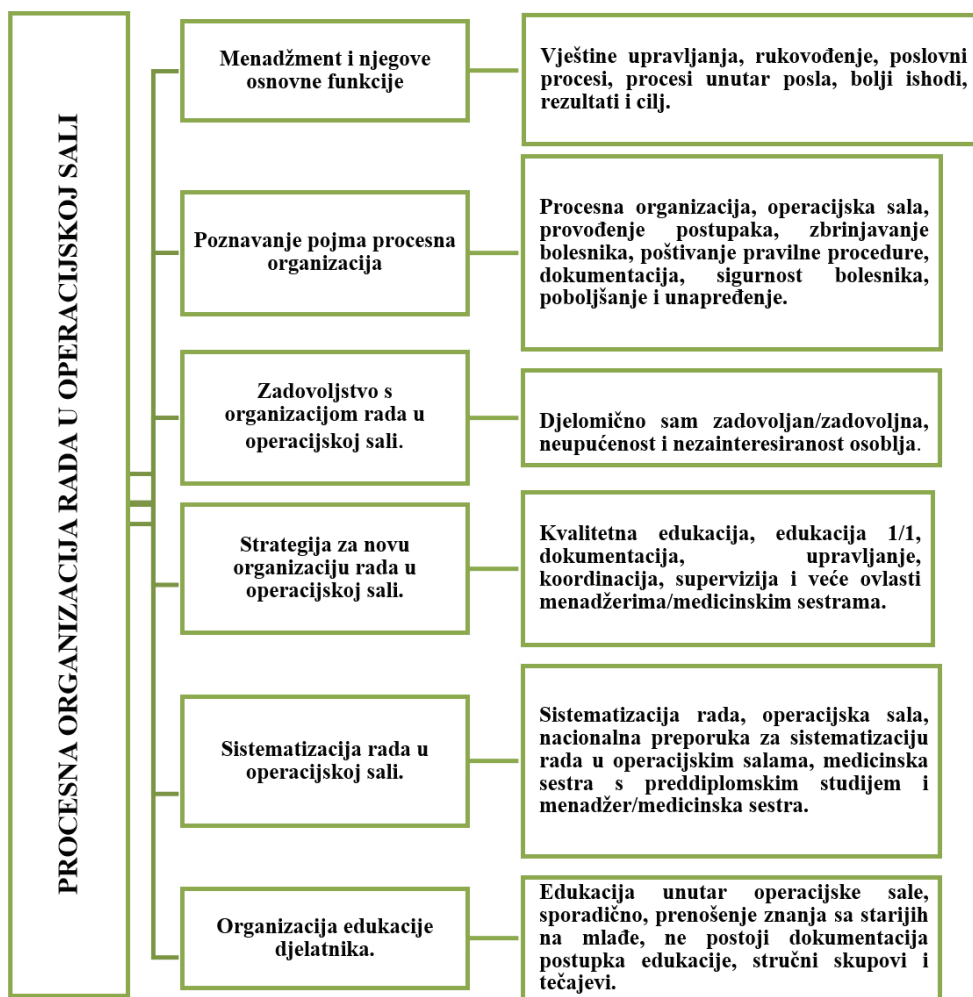 PROCESNA ORGANIZACIJA RADA U OPERACIJSKOJ SALI
Menadžment i njegove
osnovne funkcije
Vještine upravljanja, rukovođenje, poslovni
procesi, procesi unutar posla, bolji ishodi,
rezultati i cilj.
Poznavanje pojma procesna
organizacija
Procesna organizacija, operacijska sala,
provođenje postupaka, zbrinjavanje
bolesnika, poštivanje pravilne procedure,
dokumentacija, sigurnost bolesnika,
poboljšanje i unapređenje.
Zadovoljstvo s
organizacijom rada u
operacijskoj sali.
Djelomično sam zadovoljan/zadovoljna,
neupućenost i nezainteresiranost osoblja.
Strategija za novu
organizaciju rada u
operacijskoj sali.
Kvalitetna edukacija, edukacija 1/1,
dokumentacija, upravljanje,
koordinacija, supervizija i veće ovlasti
menadžerima/medicinskim sestrama.
Sistematizacija rada u
operacijskoj sali.
Sistematizacija rada, operacijska sala,
nacionalna preporuka za sistematizaciju
rada u operacijskim salama, medicinska
sestra s preddiplomskim studijem i
menadžer/medicinska sestra.
Organizacija edukacije
djelatnika.
Edukacija unutar operacijske sale,
sporadično, prenošenje znanja sa starijih
na mlađe, ne postoji dokumentacija
postupka edukacije, stručni skupovi i
tečajevi.